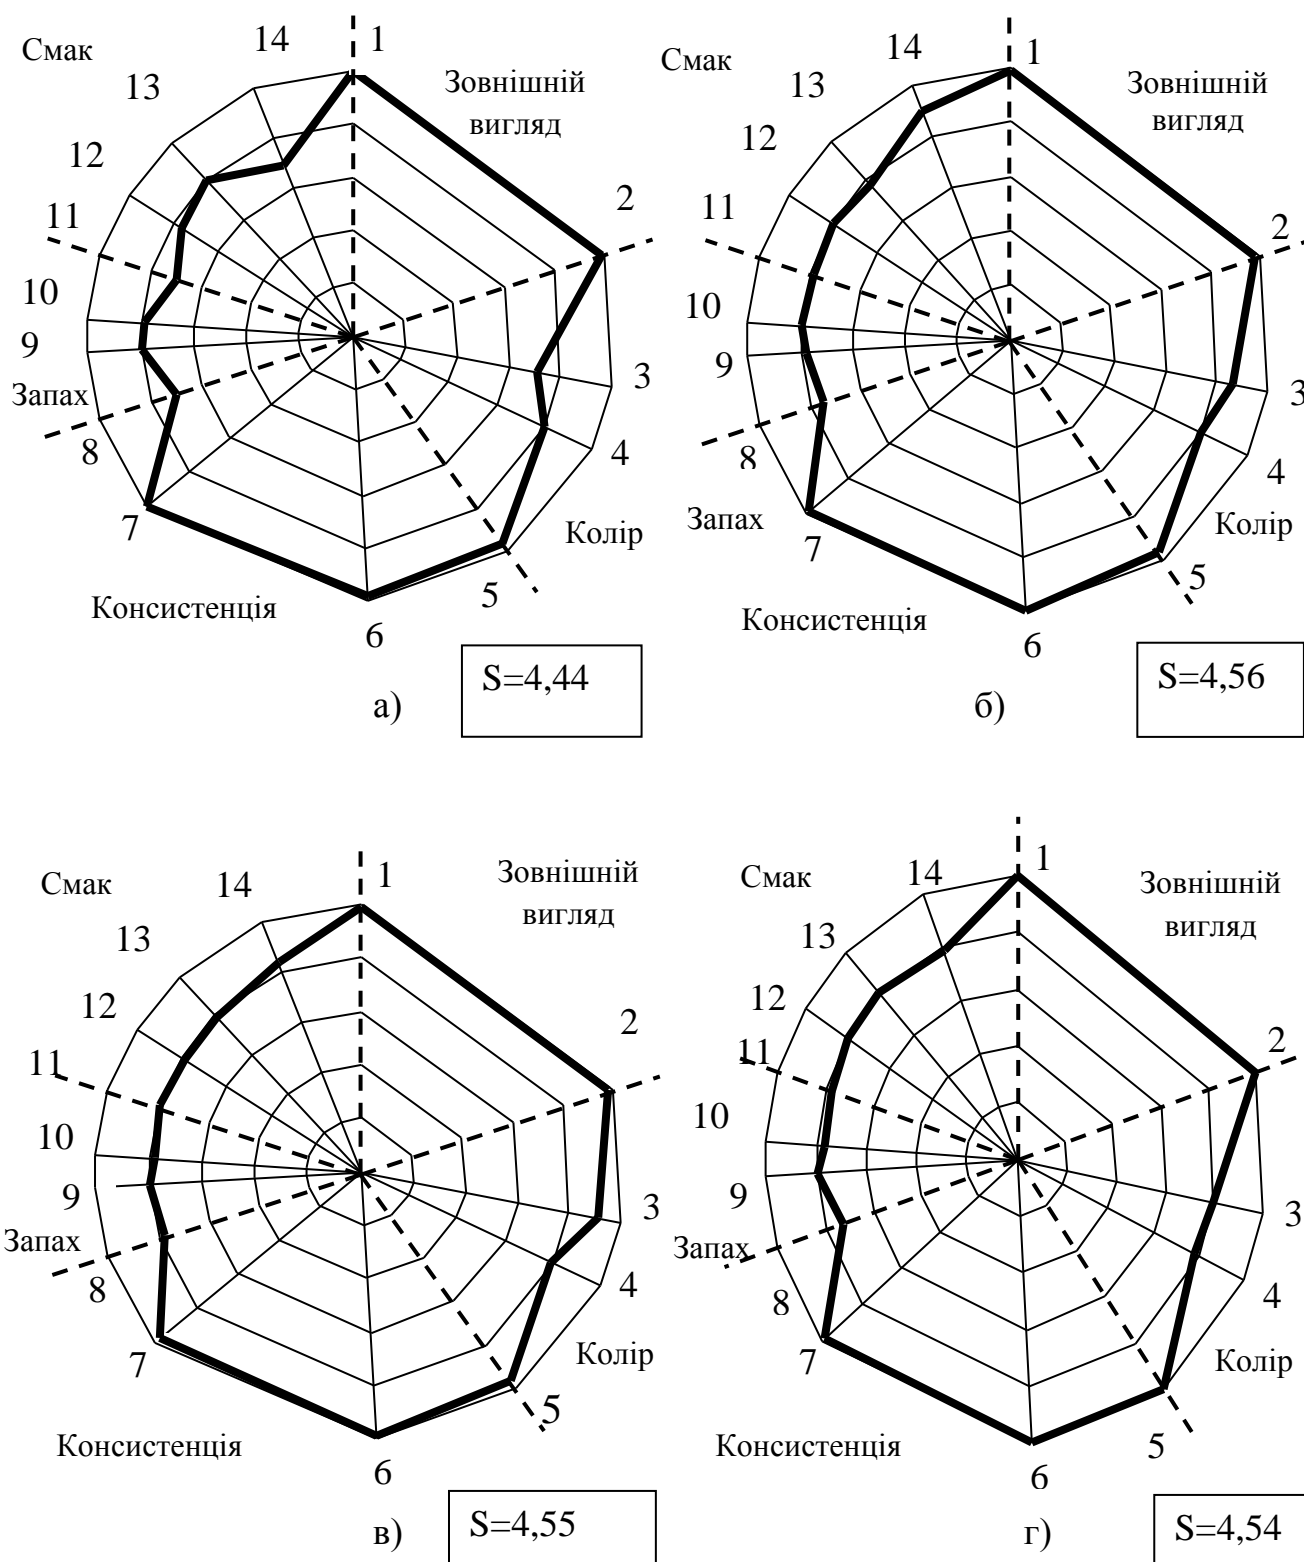 Смак
14
1
Зовнішній
вигляд
13
12
2
11
10
9
3
Запах
8
4
7
Колір
5
Консистенція
6
S=4,44
а)
Смак
14
1
Зовнішній
вигляд
13
12
2
11
10
9
3
8
4
Запах
7
Колір
5
Консистенція
6
S=4,56
б)
Смак
14
1
Зовнішній
вигляд
13
12
2
11
10
9
3
Запах
8
4
7
Колір
5
Консистенція
6
S=4,55
в)
Смак
14
1
Зовнішній
вигляд
13
12
2
11
10
9
3
Запах
8
4
7
Колір
5
Консистенція
6
S=4,54
г)